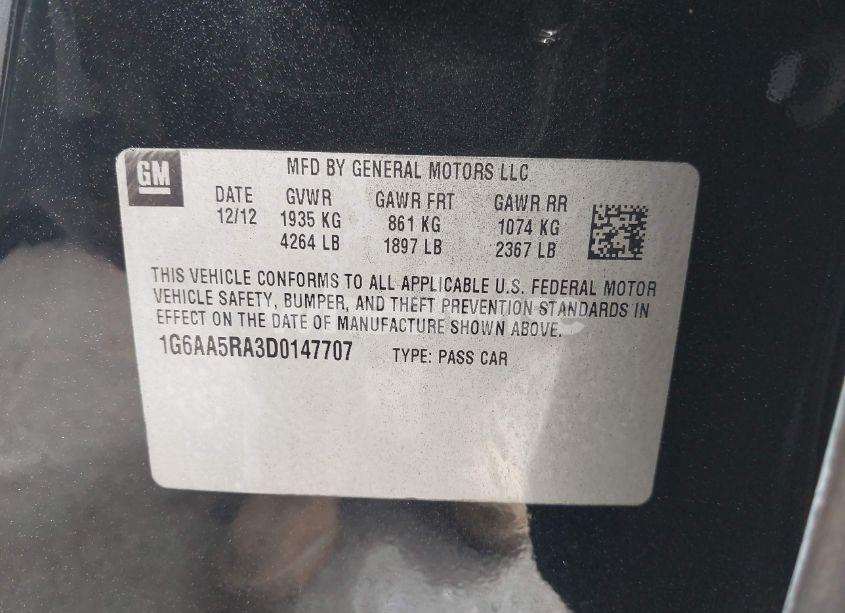 GM
MFD BY GENERAL MOTORS LLC
DATE GVWR GAWR FRT GAWR RR
12/12 1935 KG 861 KG 1074 KG
4264 LB 1897 LB 2367 LB
THIS VEHICLE CONFORMS TO ALL APPLICABLE U.S. FEDERAL MOTOR
VEHICLE SAFETY, BUMPER, AND THEFT PREVENTION STANDARDS IN
EFFECT ON THE DATE OF MANUFACTURE SHOWN ABOVE.
1G6AA5RA3D0147707 TYPE: PASS CAR